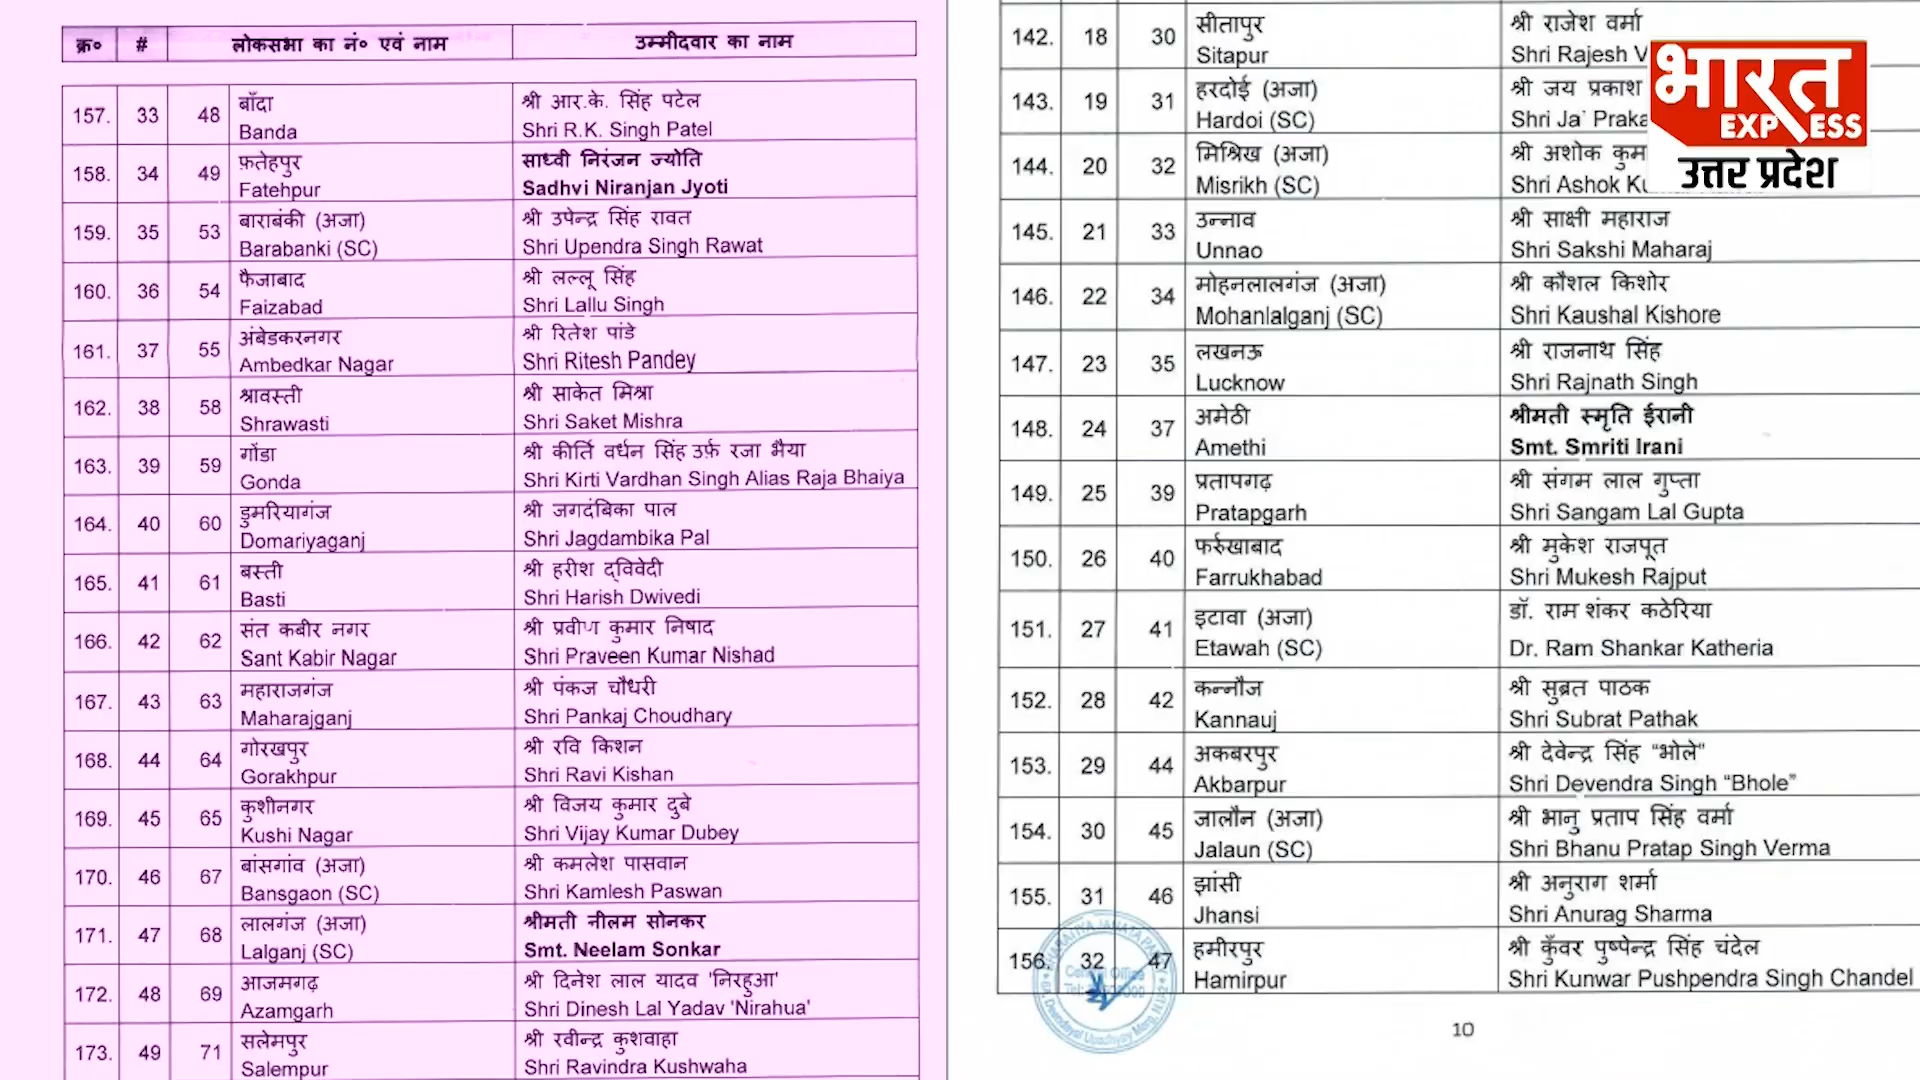 क्र० # लोकसभा का नं० एवं नाम उम्मीदवार का नाम
157. 33 48 बाँदा श्री आर.के. सिंह पटेल
Banda Shri R.K. Singh Patel
158. 34 49 फ़तेहपुर साध्वी निरंजन ज्योति
Fatehpur Sadhvi Niranjan Jyoti
159. 35 53 बाराबंकी (अजा) श्री उपेन्द्र सिंह रावत
Barabanki (SC) Shri Upendra Singh Rawat
160. 36 54 फैजाबाद श्री लल्लू सिंह
Faizabad Shri Lallu Singh
161. 37 55 अंबेडकरनगर श्री रितेश पांडे
Ambedkar Nagar Shri Ritesh Pandey
162. 38 58 श्रावस्ती श्री साकेत मिश्रा
Shrawasti Shri Saket Mishra
163. 39 59 गोंडा श्री कीर्ति वर्धन सिंह उर्फ़ रजा भैया
Gonda Shri Kirti Vardhan Singh Alias Raja Bhaiya
164. 40 60 डुमरियागंज श्री जगदंबिका पाल
Domariyaganj Shri Jagdambika Pal
165. 41 61 बस्ती श्री हरीश द्विवेदी
Basti Shri Harish Dwivedi
166. 42 62 संत कबीर नगर श्री प्रवीण कुमार निषाद
Sant Kabir Nagar Shri Praveen Kumar Nishad
167. 43 63 महाराजगंज श्री पंकज चौधरी
Maharajganj Shri Pankaj Choudhary
168. 44 64 गोरखपुर श्री रवि किशन
Gorakhpur Shri Ravi Kishan
169. 45 65 कुशीनगर श्री विजय कुमार दुबे
Kushi Nagar Shri Vijay Kumar Dubey
170. 46 67 बांसगांव (अजा) श्री कमलेश पासवान
Bansgaon (SC) Shri Kamlesh Paswan
171. 47 68 लालगंज (अजा) श्रीमती नीलम सोनकर
Lalganj (SC) Smt. Neelam Sonkar
172. 48 69 आजमगढ़ श्री दिनेश लाल यादव 'निरहुआ'
Azamgarh Shri Dinesh Lal Yadav 'Nirahua'
173. 49 71 सलेमपुर श्री रवीन्द्र कुशवाहा
Salempur Shri Ravindra Kushwaha
142. 18 30 सीतापुर श्री राजेश वर्मा
Sitapur Shri Rajesh V
143. 19 31 हरदोई (अजा) श्री जय प्रकाश
Hardoi (SC) Shri Ja' Praka
144. 20 32 मिश्रिख (अजा) श्री अशोक कुम
Misrikh (SC) Shri Ashok Ku
145. 21 33 उन्नाव श्री साक्षी महाराज
Unnao Shri Sakshi Maharaj
146. 22 34 मोहनलालगंज (अजा) श्री कौशल किशोर
Mohanlalganj (SC) Shri Kaushal Kishore
147. 23 35 लखनऊ श्री राजनाथ सिंह
Lucknow Shri Rajnath Singh
148. 24 37 अमेठी श्रीमती स्मृति ईरानी
Amethi Smt. Smriti Irani
149. 25 39 प्रतापगढ़ श्री संगम लाल गुप्ता
Pratapgarh Shri Sangam Lal Gupta
150. 26 40 फर्रुखाबाद श्री मुकेश राजपूत
Farrukhabad Shri Mukesh Rajput
151. 27 41 इटावा (अजा) डॉ. राम शंकर कठेरिया
Etawah (SC) Dr. Ram Shankar Katheria
152. 28 42 कन्नौज श्री सुब्रत पाठक
Kannauj Shri Subrat Pathak
153. 29 44 अकबरपुर श्री देवेन्द्र सिंह “भोले”
Akbarpur Shri Devendra Singh “Bhole”
154. 30 45 जालौन (अजा) श्री भानु प्रताप सिंह वर्मा
Jalaun (SC) Shri Bhanu Pratap Singh Verma
155. 31 46 झांसी श्री अनुराग शर्मा
Jhansi Shri Anurag Sharma
156. 32 47 हमीरपुर श्री कुँवर पुष्पेन्द्र सिंह चंदेल
Hamirpur Shri Kunwar Pushpendra Singh Chandel
10
भारत
EXPRESS
उत्तर प्रदेश
BHARATIYA JANATA PARTY
Central Office